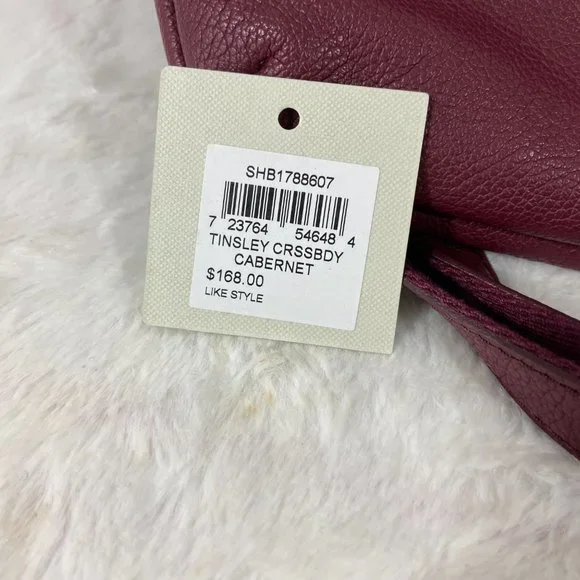 SHB1788607
7 23764 54648 4
TINSLEY CRSSBDY
CABERNET
$168.00
LIKE STYLE